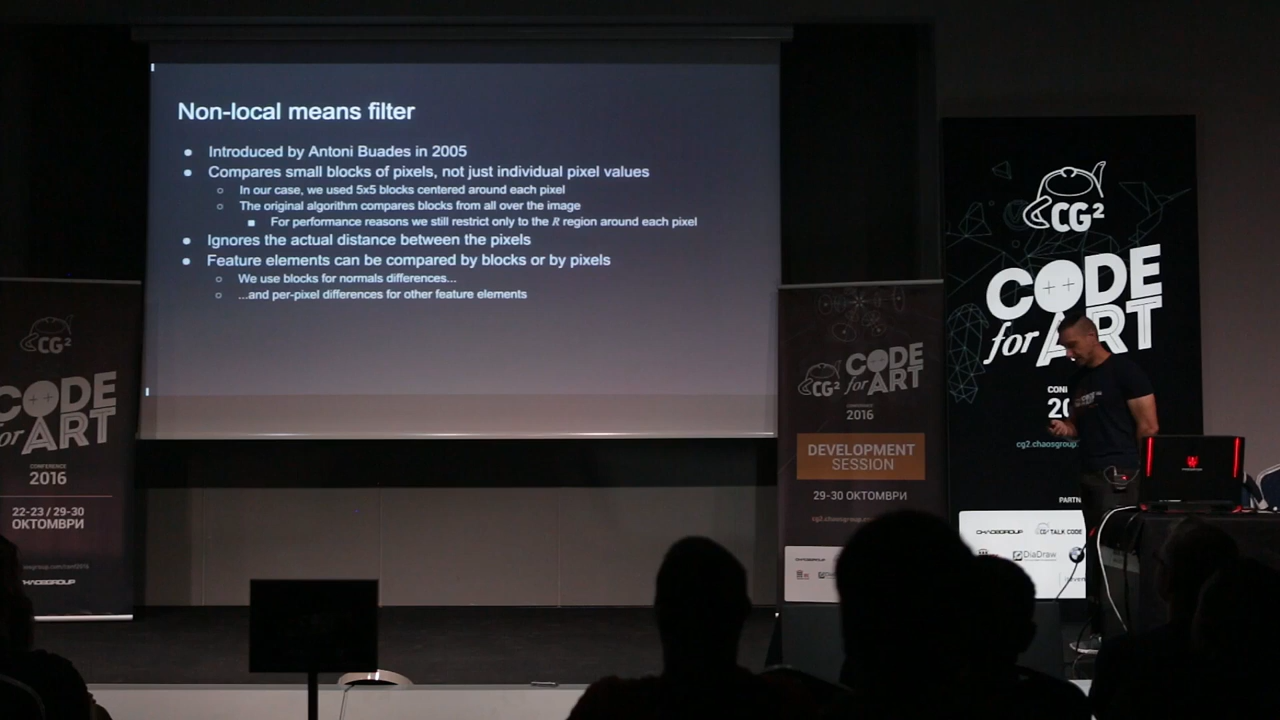 Non-local means filter
● Introduced by Antoni Buades in 2005
● Compares small blocks of pixels, not just individual pixel values
○ In our case, we used 5x5 blocks centered around each pixel
○ The original algorithm compares blocks from all over the image
■ For performance reasons we still restrict only to the R region around each pixel
● Ignores the actual distance between the pixels
● Feature elements can be compared by blocks or by pixels
○ We use blocks for normals differences...
○ ...and per-pixel differences for other feature elements
CG²
CODE
for ART
CONFERENCE
2016
22-23 / 29-30
ОКТОМВРИ
CHAOSGROUP
CG²
CODE
for ART
CONFERENCE
2016
DEVELOPMENT
SESSION
29-30 ОКТОМВРИ
CHAOSGROUP
CG²
CODE
for ART
20
cg2.chaosgroup.
PARTN
CHAOSGROUP
CG² TALK CODE
DiaDraw